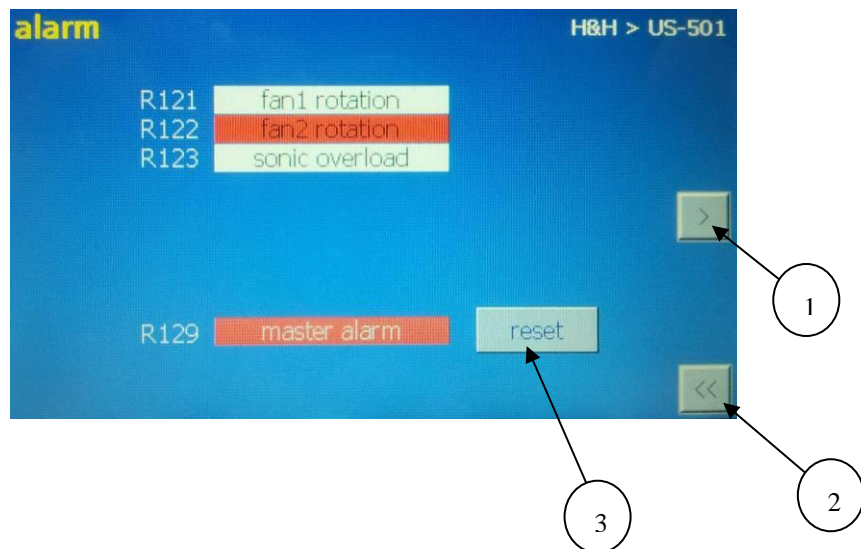 alarm H&H > US-501
R121 fan1 rotation
R122 fan2 rotation
R123 sonic overload
>
1
R129 master alarm reset
<<
2
3